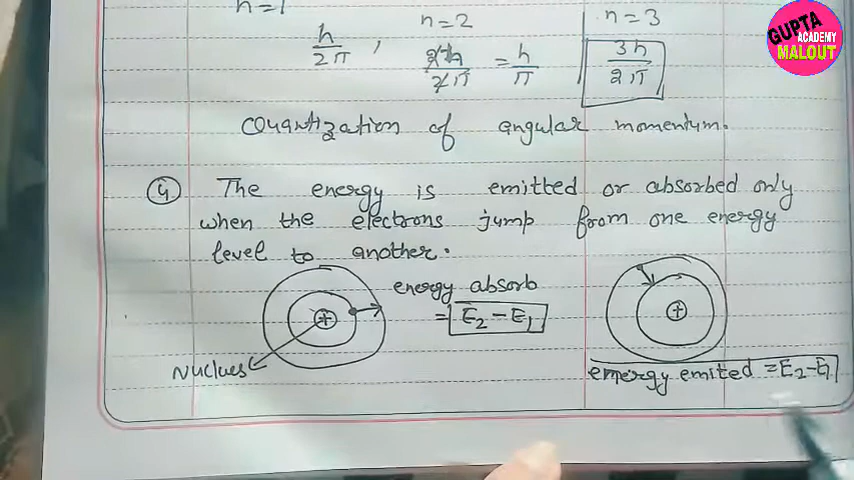 n=1
n=2
n=3
h/2π , 2h/2π = h/π 3h/2π
Quantization of angular momentum.
④ The energy is emitted or absorbed only
when the electrons jump from one energy
level to another.
energy absorb
= E₂ - E₁
Nuclues
emergy emited = E₂-E₁
+
+
GUPTA
ACADEMY
MALOUT